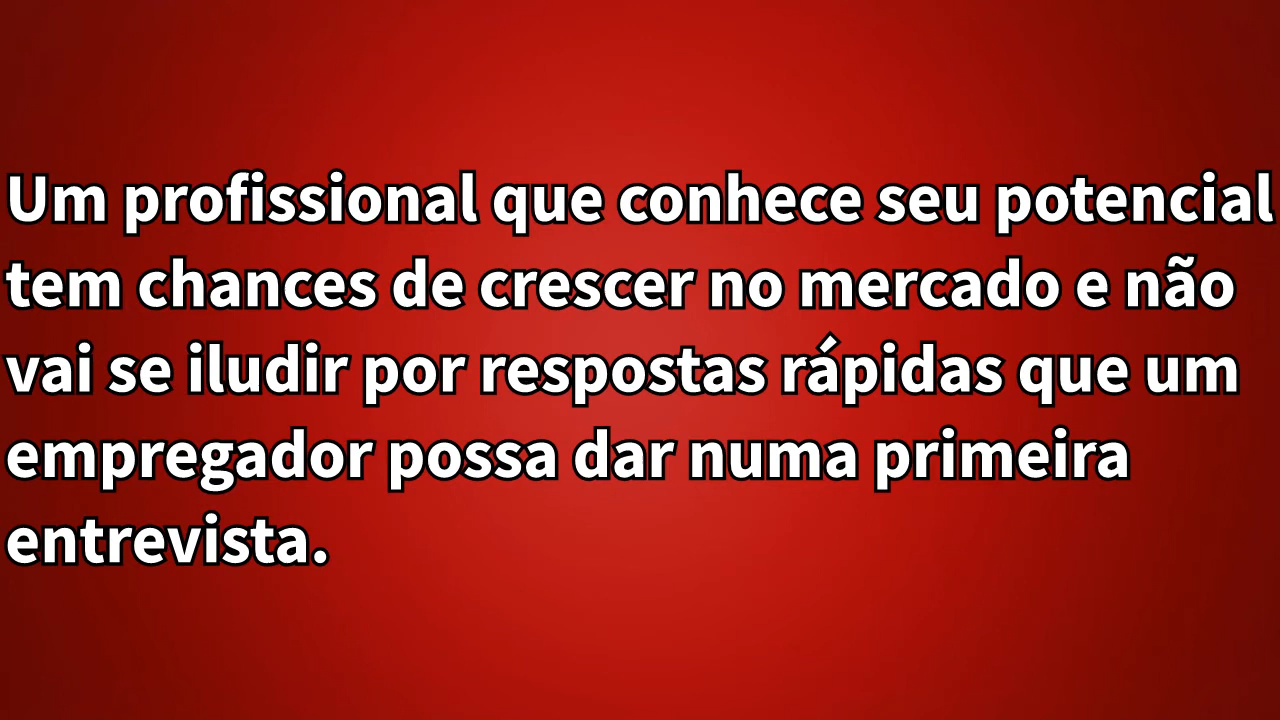 Um profissional que conhece seu potencial
tem chances de crescer no mercado e não
vai se iludir por respostas rápidas que um
empregador possa dar numa primeira
entrevista.